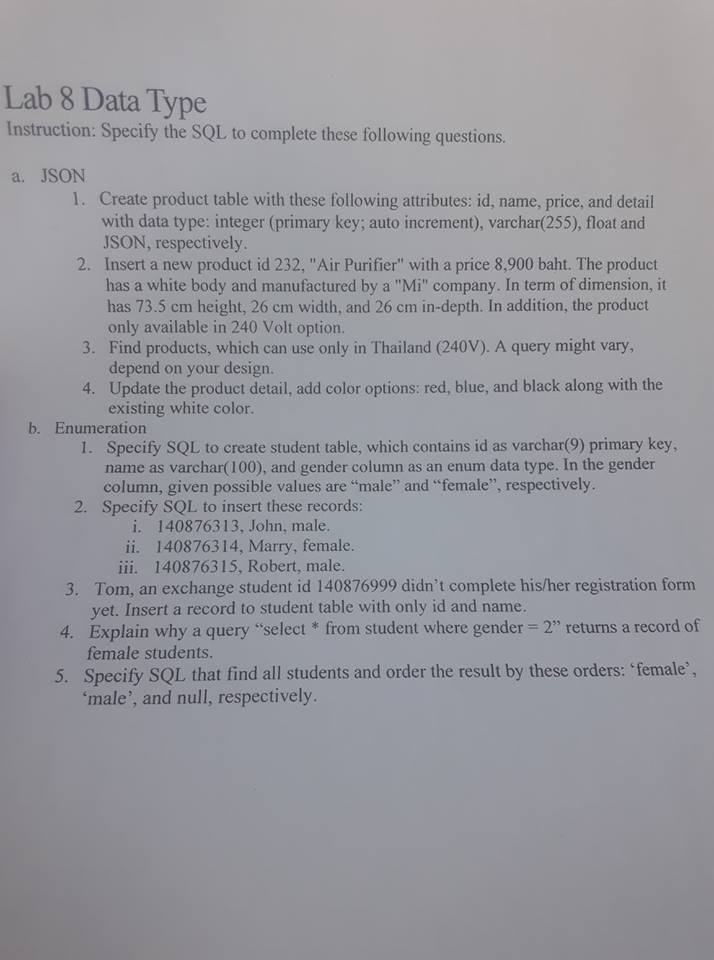 Lab 8 Data Type
Instruction: Specify the SQL to complete these following questions.
a. JSON
1. Create product table with these following attributes: id, name, price, and detail
with data type: integer (primary key; auto increment), varchar(255), float and
JSON, respectively.
2. Insert a new product id 232, "Air Purifier" with a price 8,900 baht. The product
has a white body and manufactured by a "Mi" company. In term of dimension, it
has 73.5 cm height, 26 cm width, and 26 cm in-depth. In addition, the product
only available in 240 Volt option.
3. Find products, which can use only in Thailand (240V). A query might vary,
depend on your design.
4. Update the product detail, add color options: red, blue, and black along with the
existing white color.
b. Enumeration
1. Specify SQL to create student table, which contains id as varchar(9) primary key,
name as varchar(100), and gender column as an enum data type. In the gender
column, given possible values are “male” and “female”, respectively.
2. Specify SQL to insert these records:
i. 140876313, John, male.
ii. 140876314, Marry, female.
iii. 140876315, Robert, male.
3. Tom, an exchange student id 140876999 didn’t complete his/her registration form
yet. Insert a record to student table with only id and name.
4. Explain why a query “select * from student where gender = 2” returns a record of
female students.
5. Specify SQL that find all students and order the result by these orders: ‘female’,
‘male’, and null, respectively.